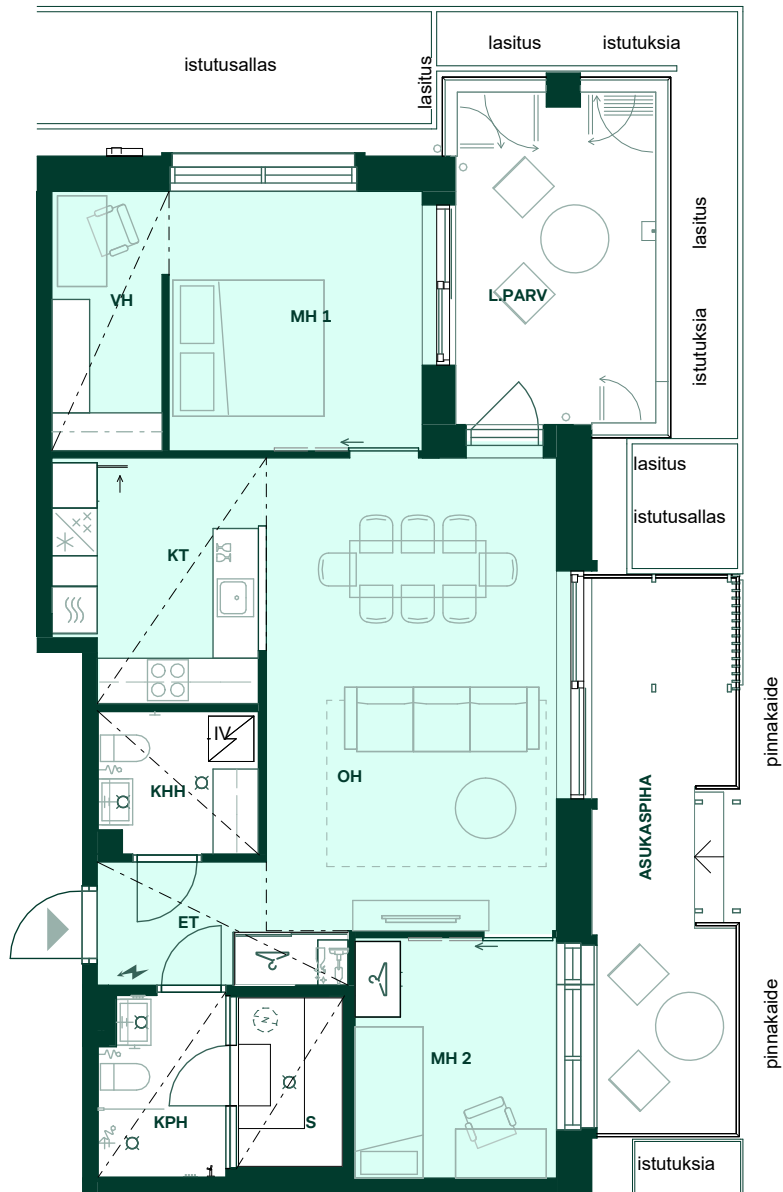 istutusallas
lasitus
lasitus
istutuksia
lasitus
istutuksia
VH
MH 1
L.PARV
lasitus
istutusallas
KT
IV
KHH
OH
ASUKASPIHA
pinnakaide
ET
pinnakaide
MH 2
KPH
S
istutuksia